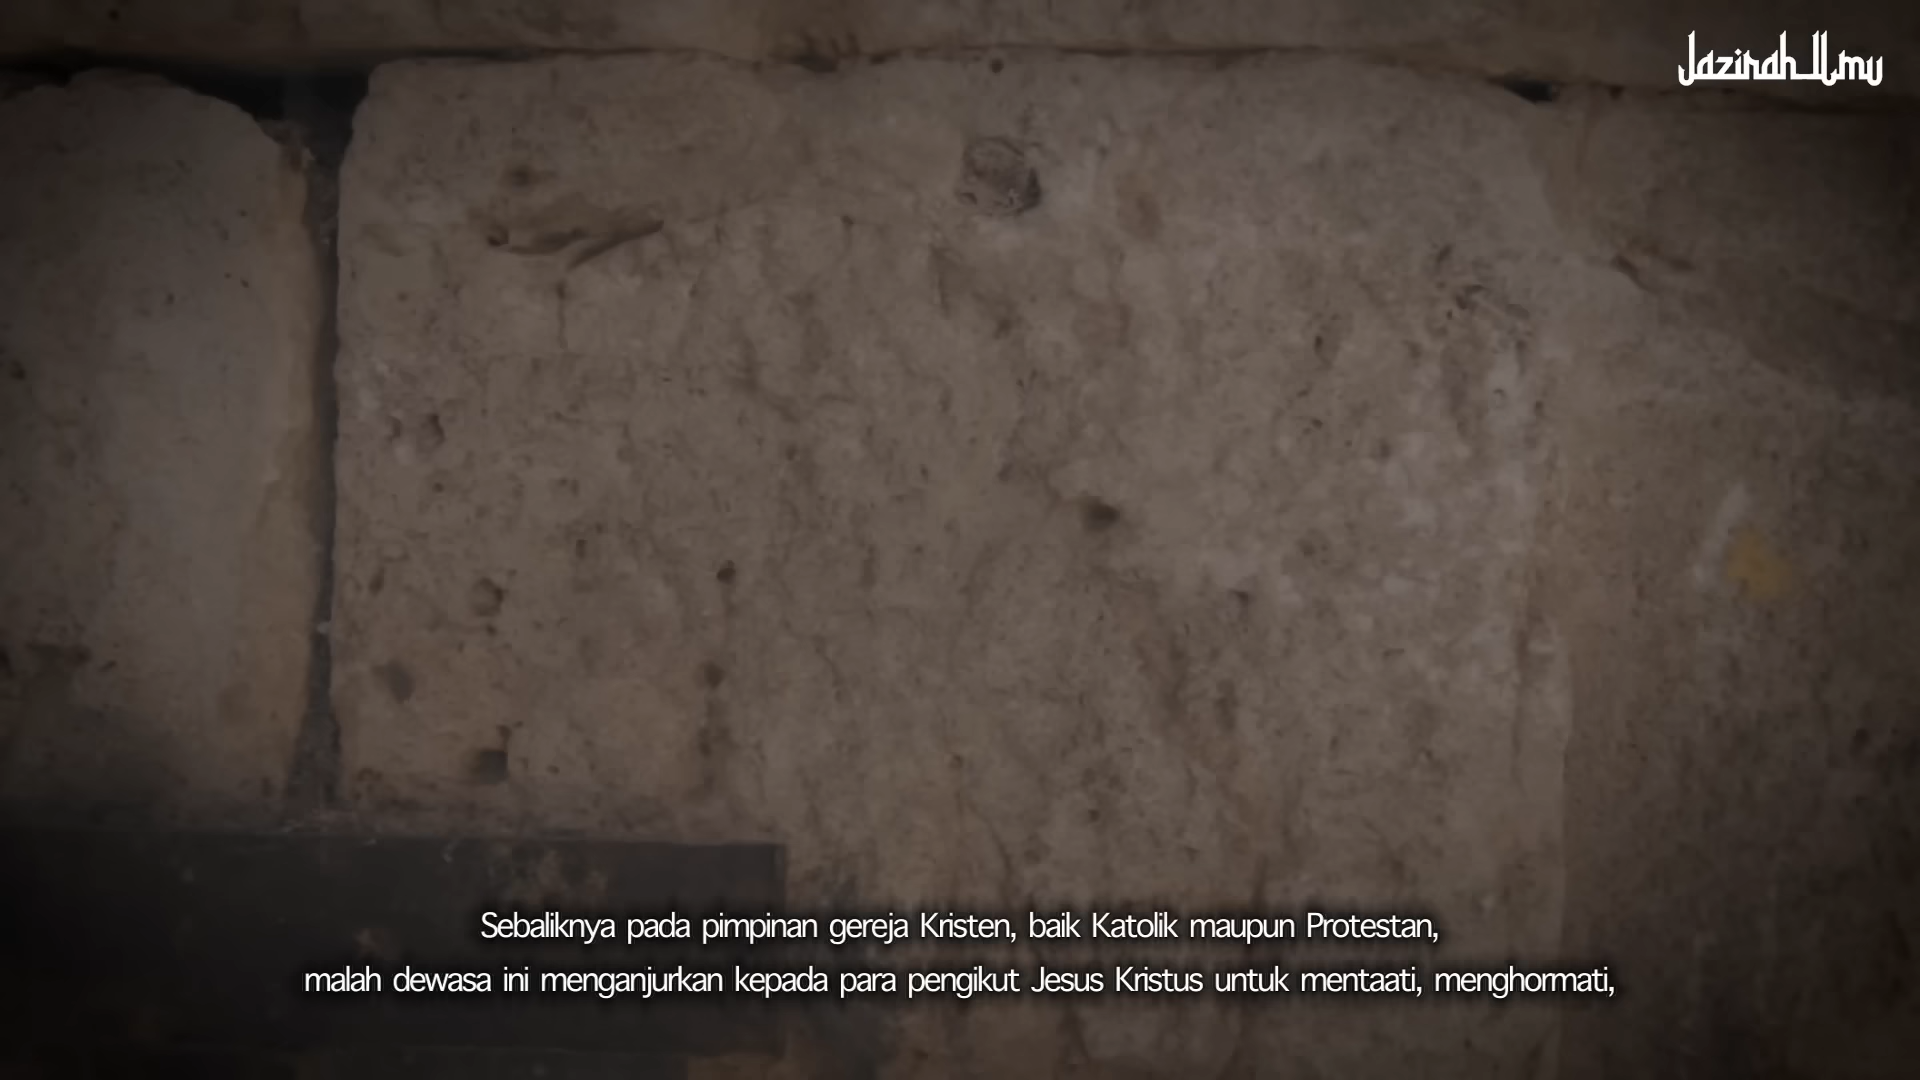 Jazirah Ilmu
Sebaliknya pada pimpinan gereja Kristen, baik Katolik maupun Protestan,
malah dewasa ini menganjurkan kepada para pengikut Jesus Kristus untuk mentaati, menghormati,